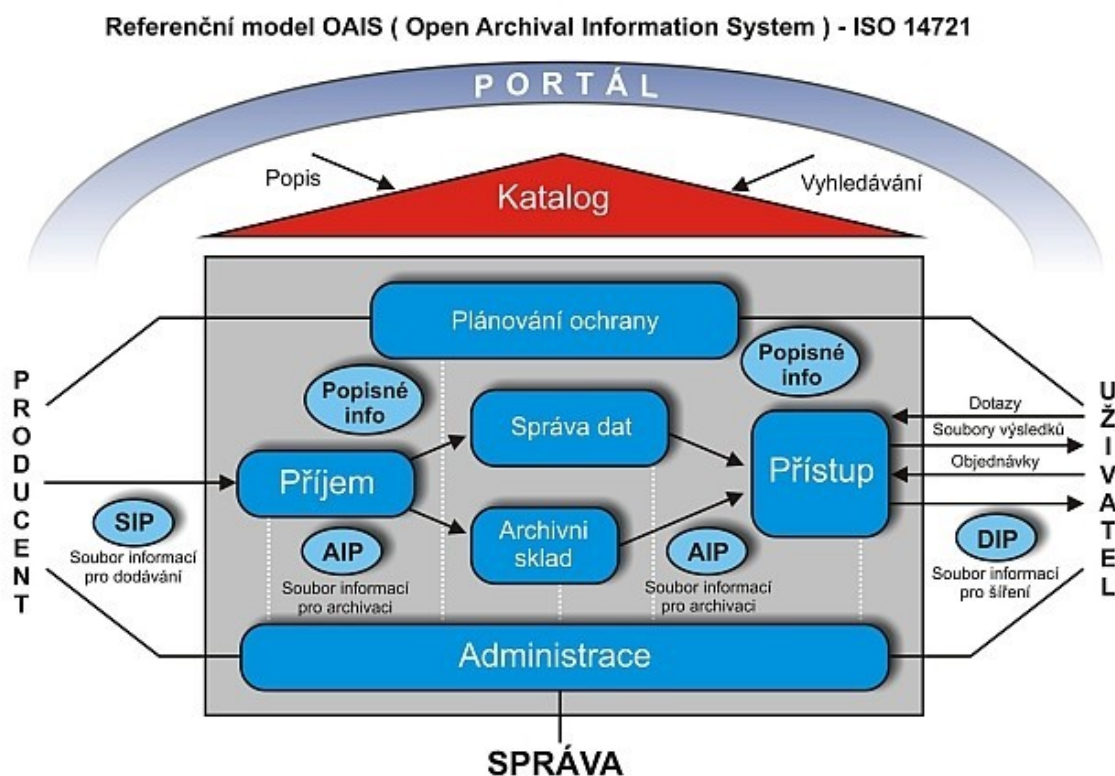 Referenční model OAIS ( Open Archival Information System ) - ISO 14721
PORTÁL
Popis
Vyhledávání
Katalog
Plánování ochrany
Popisné
info
Popisné
info
PRODUCENT
UŽIVATEL
Správa dat
Příjem
Archivni
sklad
Přístup
Dotazy
Soubory výsledků
Objednávky
SIP
Soubor informací
pro dodávání
AIP
Soubor informací
pro archivaci
AIP
Soubor informací
pro archivaci
DIP
Soubor informací
pro šíření
Administrace
SPRÁVA